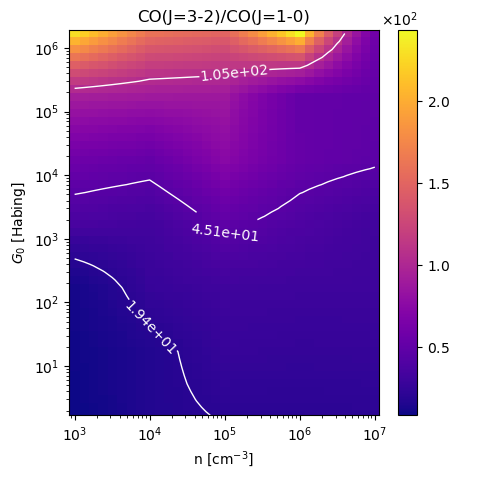 CO(J=3-2)/CO(J=1-0)
×10²
10⁶
10⁵
10⁴
10³
10²
10¹
G₀ [Habing]
1.05e+02
4.51e+01
1.94e+01
2.0
1.5
1.0
0.5
10³ 10⁴ 10⁵ 10⁶ 10⁷
n [cm⁻³]